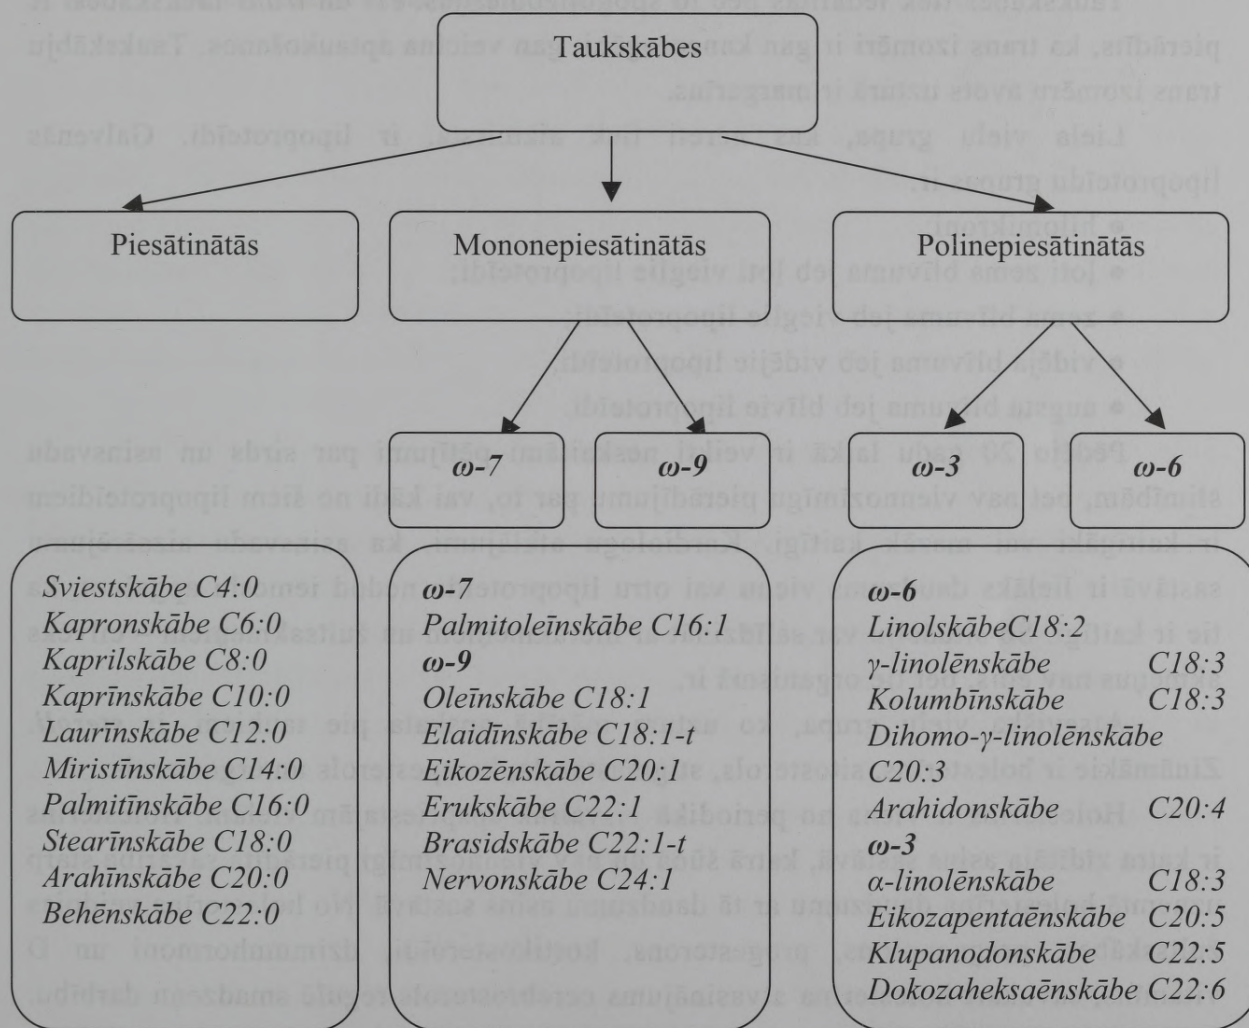 Taukskābes
Piesātinātās
Mononepiesātinātās
Polinepiesātinātās
ω-7
ω-9
ω-3
ω-6
Sviestskābe C4:0
Kapronskābe C6:0
Kaprilskābe C8:0
Kaprīnskābe C10:0
Laurīnskābe C12:0
Miristīnskābe C14:0
Palmitīnskābe C16:0
Stearīnskābe C18:0
Arahīnskābe C20:0
Behēnskābe C22:0
ω-7
Palmitoleīnskābe C16:1
ω-9
Oleīnskābe C18:1
Elaidīnskābe C18:1-t
Eikozēnskābe C20:1
Erukskābe C22:1
Brasidskābe C22:1-t
Nervonskābe C24:1
ω-6
LinolskābeC18:2
γ-linolēnskābe C18:3
Kolumbīnskābe C18:3
Dihomo-γ-linolēnskābe
C20:3
Arahidonskābe C20:4
ω-3
α-linolēnskābe C18:3
Eikozapentaēnskābe C20:5
Klupanodonskābe C22:5
Dokozaheksaēnskābe C22:6